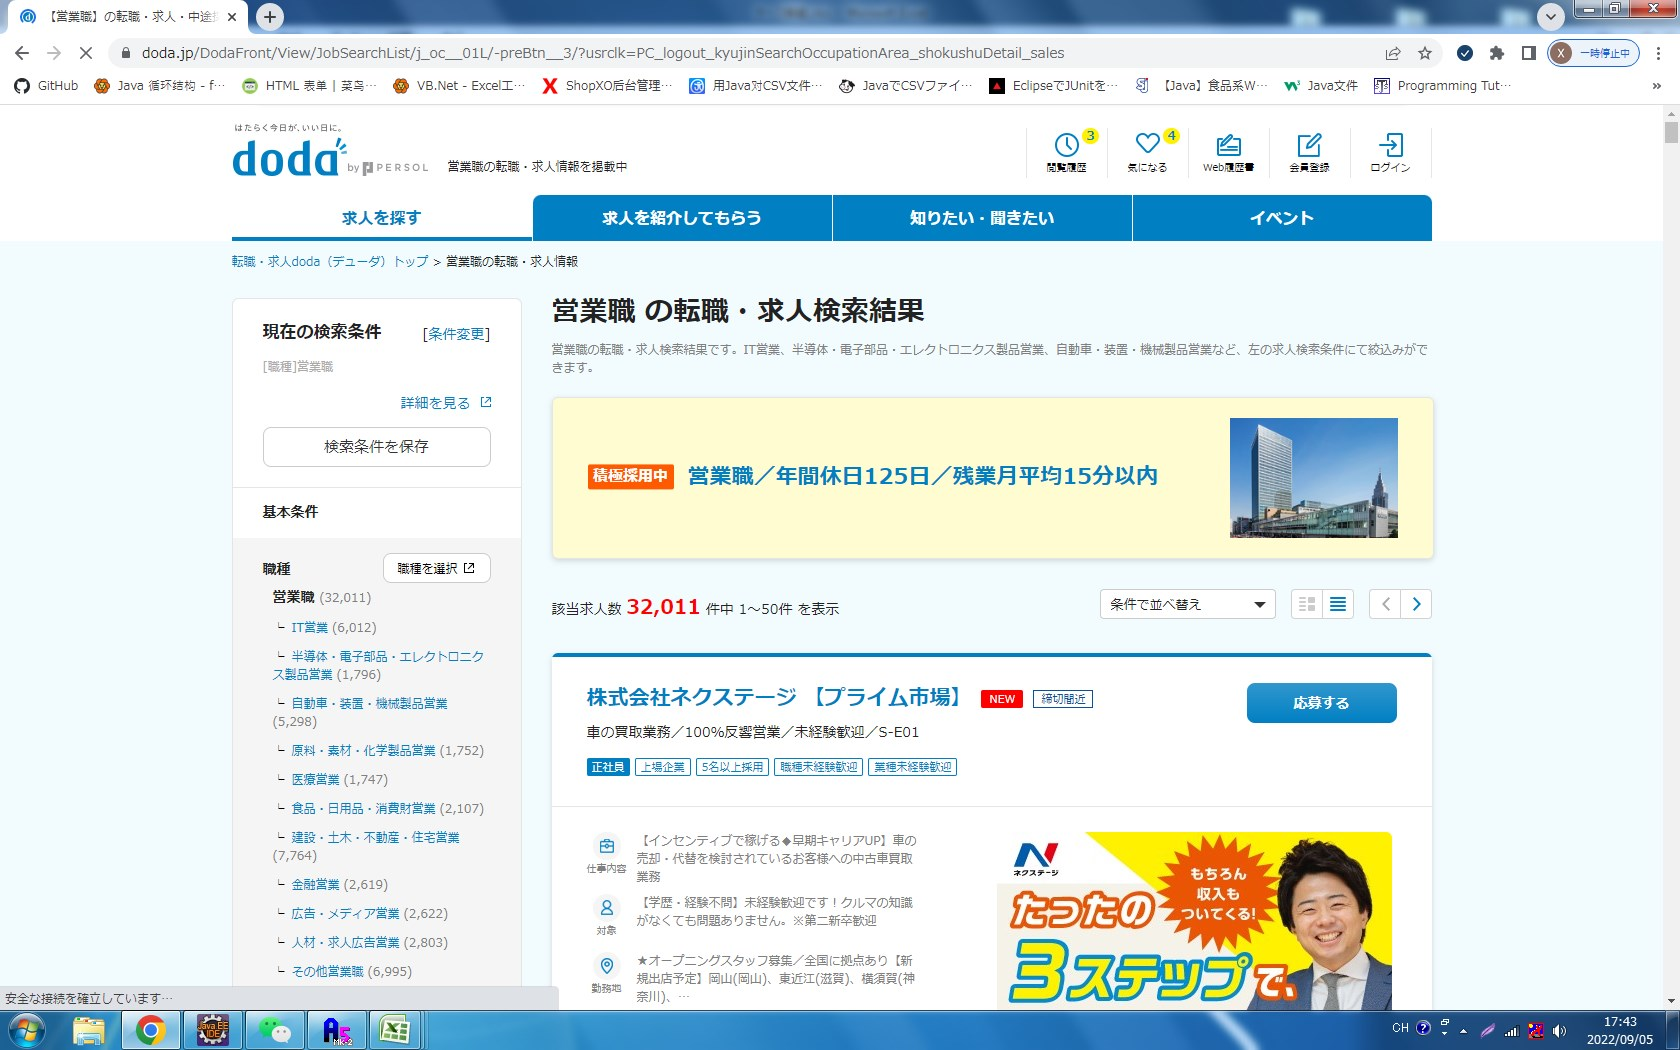 【営業職】の転職・求人・中途採
doda.jp/DodaFront/View/JobSearchList/j_oc__01L/-preBtn__3/?usrclk=PC_logout_kyujinSearchOccupationArea_shokushuDetail_sales
X 一時停止中
GitHub
Java 循环结构 - f…
HTML 表单 | 菜鸟…
VB.Net - Excel工…
ShopXO后台管理…
用Java对CSV文件…
JavaでCSVファイ…
EclipseでJUnitを…
【Java】食品系W…
Java文件
Programming Tut…
»
はたらく今日が、いい日に。
doda by PERSOL
営業職の転職・求人情報を掲載中
3
閲覧履歴
4
気になる
Web履歴書
会員登録
ログイン
求人を探す
求人を紹介してもらう
知りたい・聞きたい
イベント
転職・求人doda（デューダ）トップ > 営業職の転職・求人情報
現在の検索条件
[条件変更]
[職種]営業職
詳細を見る
検索条件を保存
基本条件
職種
職種を選択
営業職 (32,011)
└ IT営業 (6,012)
└ 半導体・電子部品・エレクトロニク
ス製品営業 (1,796)
└ 自動車・装置・機械製品営業
(5,298)
└ 原料・素材・化学製品営業 (1,752)
└ 医療営業 (1,747)
└ 食品・日用品・消費財営業 (2,107)
└ 建設・土木・不動産・住宅営業
(7,764)
└ 金融営業 (2,619)
└ 広告・メディア営業 (2,622)
└ 人材・求人広告営業 (2,803)
└ その他営業職 (6,995)
営業職 の転職・求人検索結果
営業職の転職・求人検索結果です。IT営業、半導体・電子部品・エレクトロニクス製品営業、自動車・装置・機械製品営業など、左の求人検索条件にて絞込みがで
きます。
積極採用中 営業職／年間休日125日／残業月平均15分以内
該当求人数 32,011 件中 1～50件 を表示
条件で並べ替え
株式会社ネクステージ 【プライム市場】
NEW
締切間近
応募する
車の買取業務／100%反響営業／未経験歓迎／S-E01
正社員
上場企業
5名以上採用
職種未経験歓迎
業種未経験歓迎
仕事内容
【インセンティブで稼げる◆早期キャリアUP】車の
売却・代替を検討されているお客様への中古車買取
業務
対象
【学歴・経験不問】未経験歓迎です！クルマの知識
がなくても問題ありません。※第二新卒歓迎
勤務地
★オープニングスタッフ募集／全国に拠点あり【新
規出店予定】岡山(岡山)、東近江(滋賀)、横須賀(神
奈川)、…
ネクステージ
もちろん
収入も
ついてくる!
たったの
3ステップで、
安全な接続を確立しています…
Java EE
IDE
A5
MK-2
CH
17:43
2022/09/05